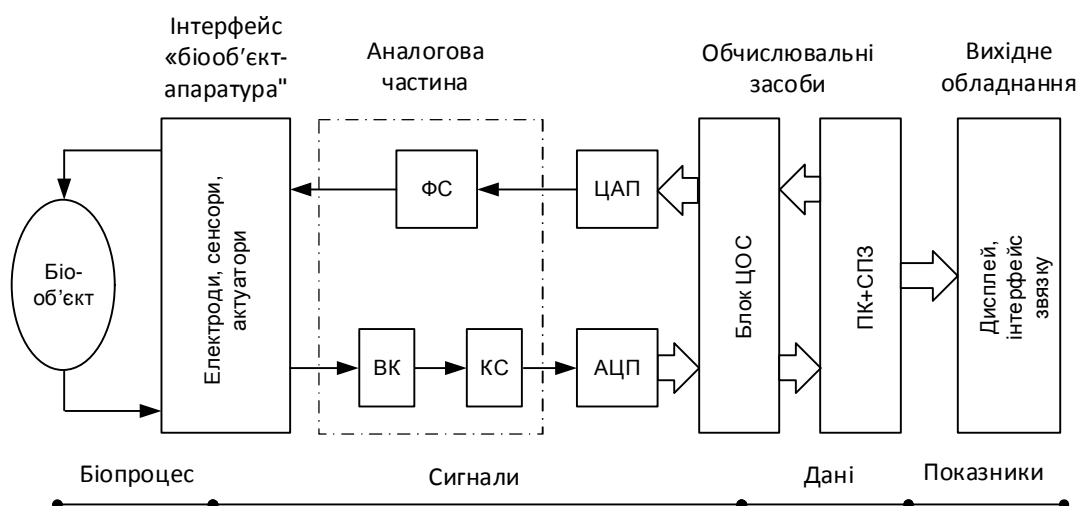 Інтерфейс
«біооб’єкт-
апаратура"
Аналогова
частина
Обчислювальні
засоби
Вихідне
обладнання
Біо-
об’єкт
Електроди, сенсори,
актуатори
ФС
ЦАП
ВК
КС
АЦП
Блок ЦОС
ПК+СПЗ
Дисплей,
інтерфейс
звязку
Біопроцес
Сигнали
Дані
Показники